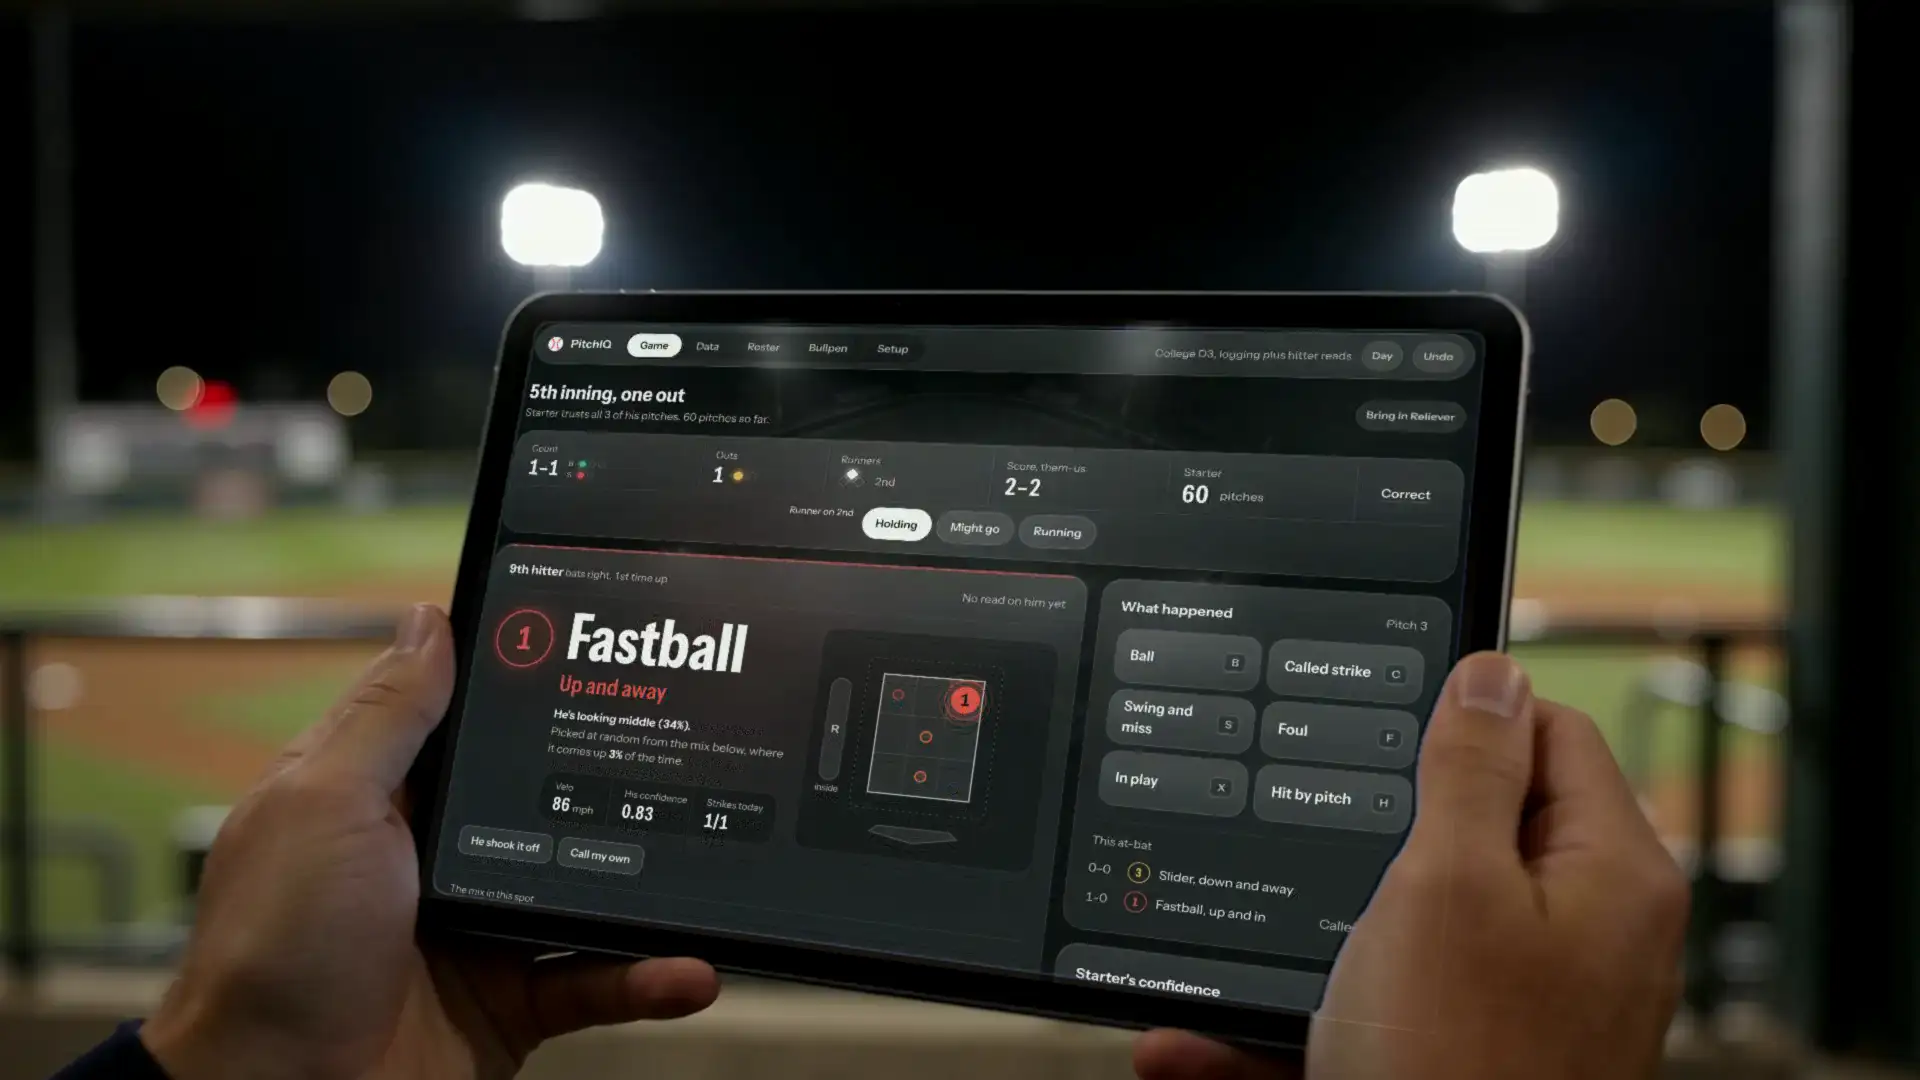 PitchIQ Game Data Roster Bullpen Setup College D3, logging plus hitter reads Day Undo
5th inning, one out
Starter trusts all 3 of his pitches. 60 pitches so far.
Bring in Reliever
Count
1-1
B
S
Outs
1
Runners
2nd
Score, them-us
2-2
Starter
60 pitches
Correct
Runner on 2nd Holding Might go Running
9th hitter bats right, 1st time up
No read on him yet
1 Fastball
Up and away
He's looking middle (34%).
Picked at random from the mix below, where
it comes up 3% of the time.
Velo
86 mph
His confidence
0.83
Strikes today
1/1
He shook it off Call my own
The mix in this spot
R
inside
1
What happened
Pitch 3
Ball B
Called strike C
Swing and
miss S
Foul F
In play X
Hit by pitch H
This at-bat
0-0 3 Slider, down and away
1-0 1 Fastball, up and in
Calle
Starter's confidence